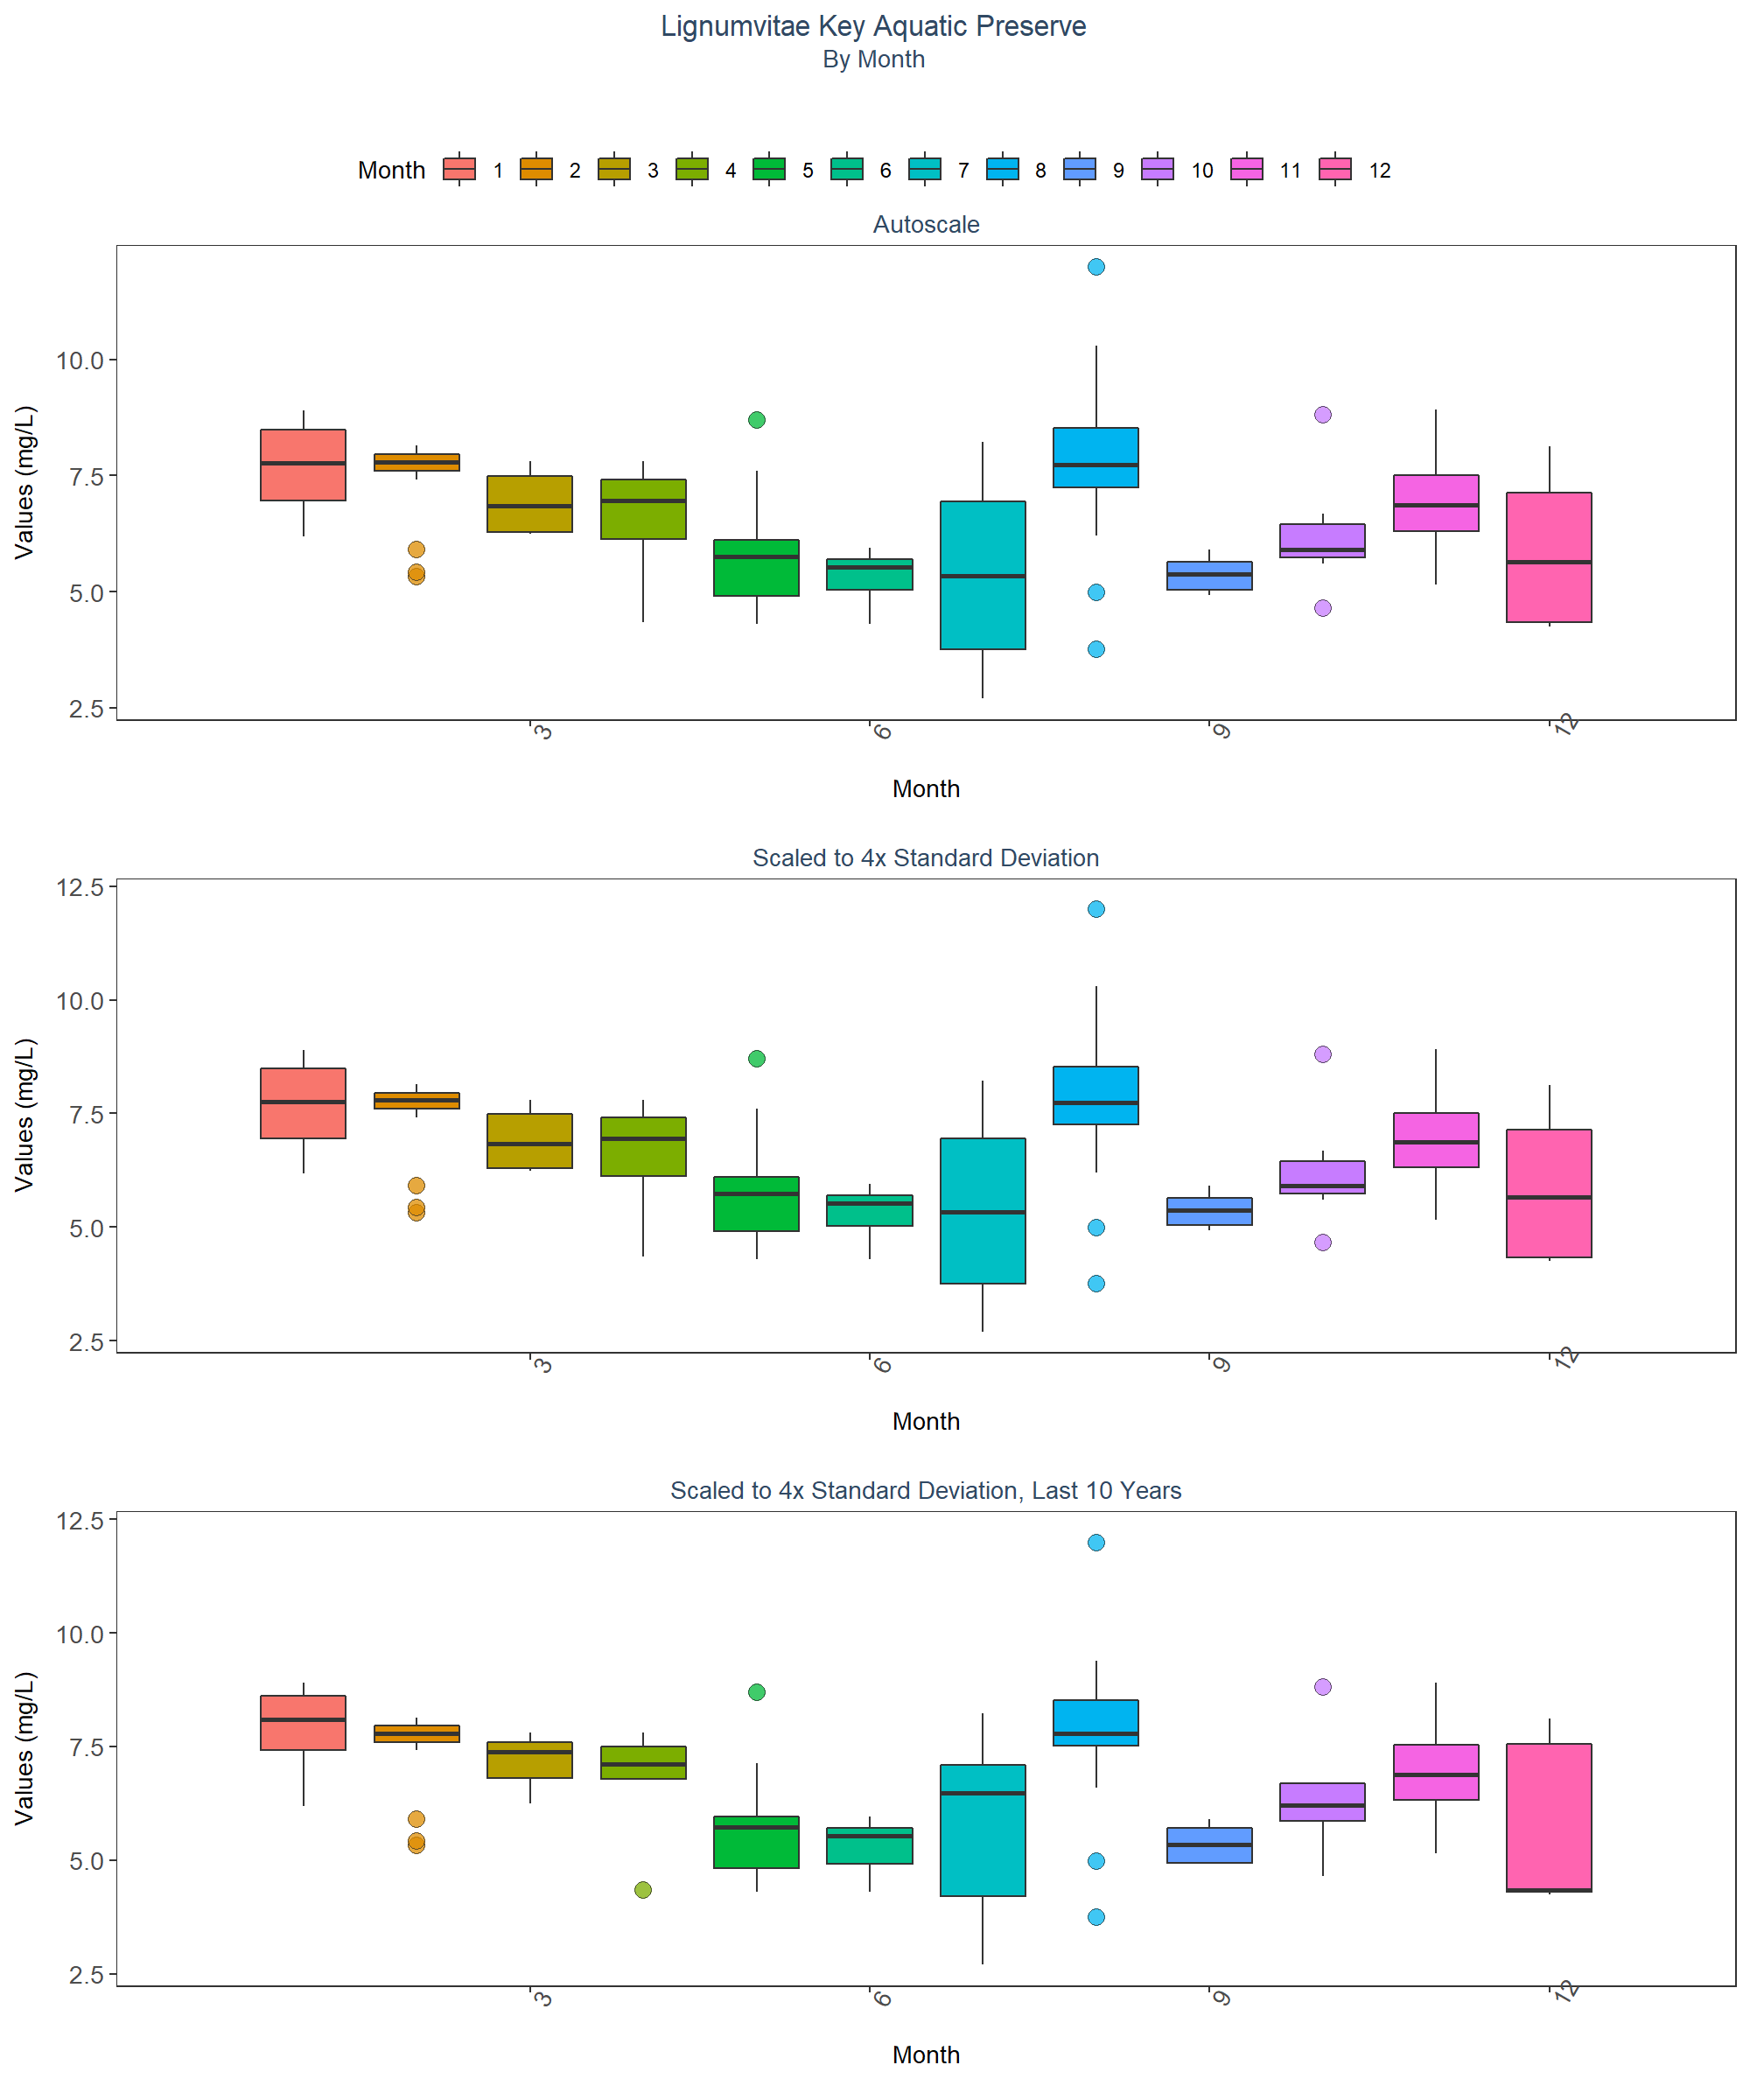 Lignumvitae Key Aquatic Preserve
By Month
Month 1 2 3 4 5 6 7 8 9 10 11 12
Autoscale
Values (mg/L)
10.0
7.5
5.0
2.5
3 6 9 12
Month
Scaled to 4x Standard Deviation
Values (mg/L)
12.5
10.0
7.5
5.0
2.5
3 6 9 12
Month
Scaled to 4x Standard Deviation, Last 10 Years
Values (mg/L)
12.5
10.0
7.5
5.0
2.5
3 6 9 12
Month